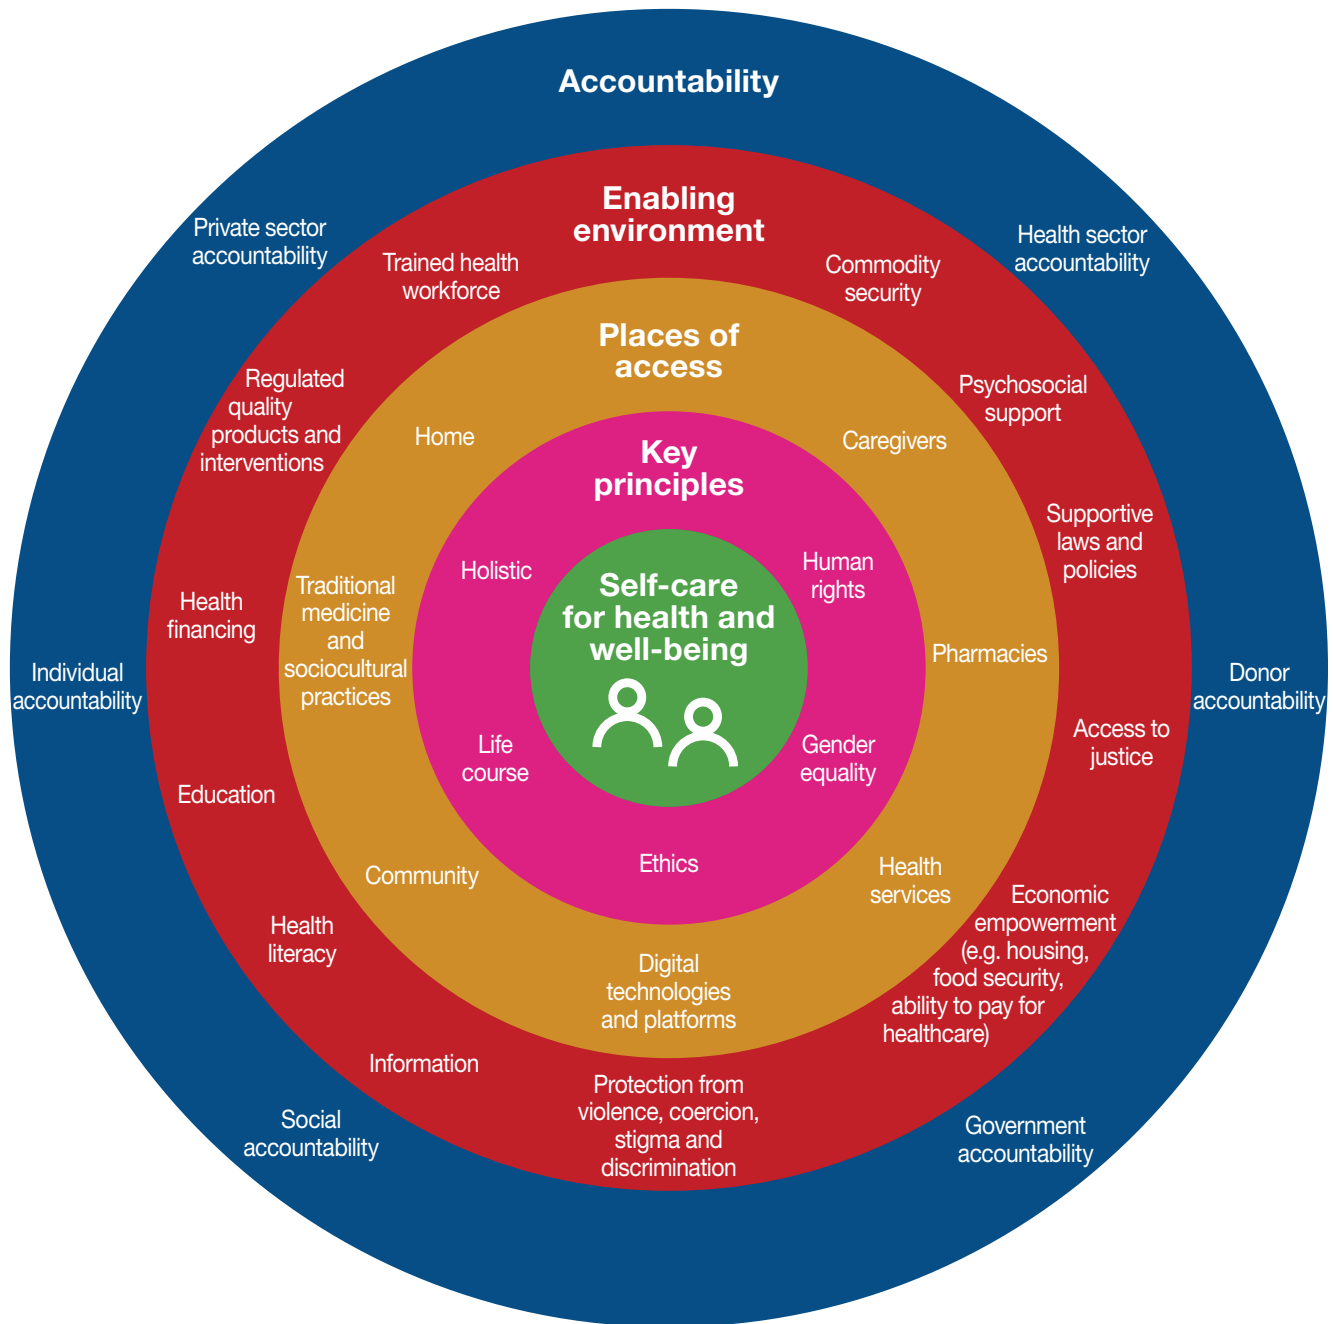 Accountability
Private sector
accountability
Health sector
accountability
Donor
accountability
Government
accountability
Social
accountability
Individual
accountability
Enabling
environment
Trained health
workforce
Commodity
security
Psychosocial
support
Supportive
laws and
policies
Access to
justice
Economic
empowerment
(e.g. housing,
food security,
ability to pay for
healthcare)
Protection from
violence, coercion,
stigma and
discrimination
Information
Health
literacy
Education
Health
financing
Regulated
quality
products and
interventions
Places of
access
Home
Caregivers
Pharmacies
Health
services
Digital
technologies
and platforms
Community
Traditional
medicine
and
sociocultural
practices
Key
principles
Holistic
Human
rights
Gender
equality
Ethics
Life
course
Self-care
for health and
well-being